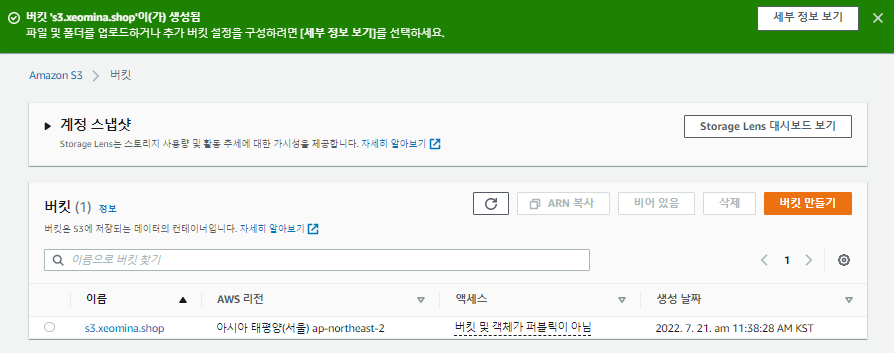 버킷 's3.xeomina.shop'이(가) 생성됨
파일 및 폴더를 업로드하거나 추가 버킷 설정을 구성하려면 [세부 정보 보기]를 선택하세요.
세부 정보 보기
Amazon S3 > 버킷
계정 스냅샷
Storage Lens는 스토리지 사용량 및 활동 추세에 대한 가시성을 제공합니다. 자세히 알아보기
Storage Lens 대시보드 보기
버킷 (1) 정보
버킷은 S3에 저장되는 데이터의 컨테이너입니다. 자세히 알아보기
ARN 복사 비어 있음 삭제 버킷 만들기
이름으로 버킷 찾기
1
이름 AWS 리전 액세스 생성 날짜
s3.xeomina.shop 아시아 태평양(서울) ap-northeast-2 버킷 및 객체가 퍼블릭이 아님 2022. 7. 21. am 11:38:28 AM KST